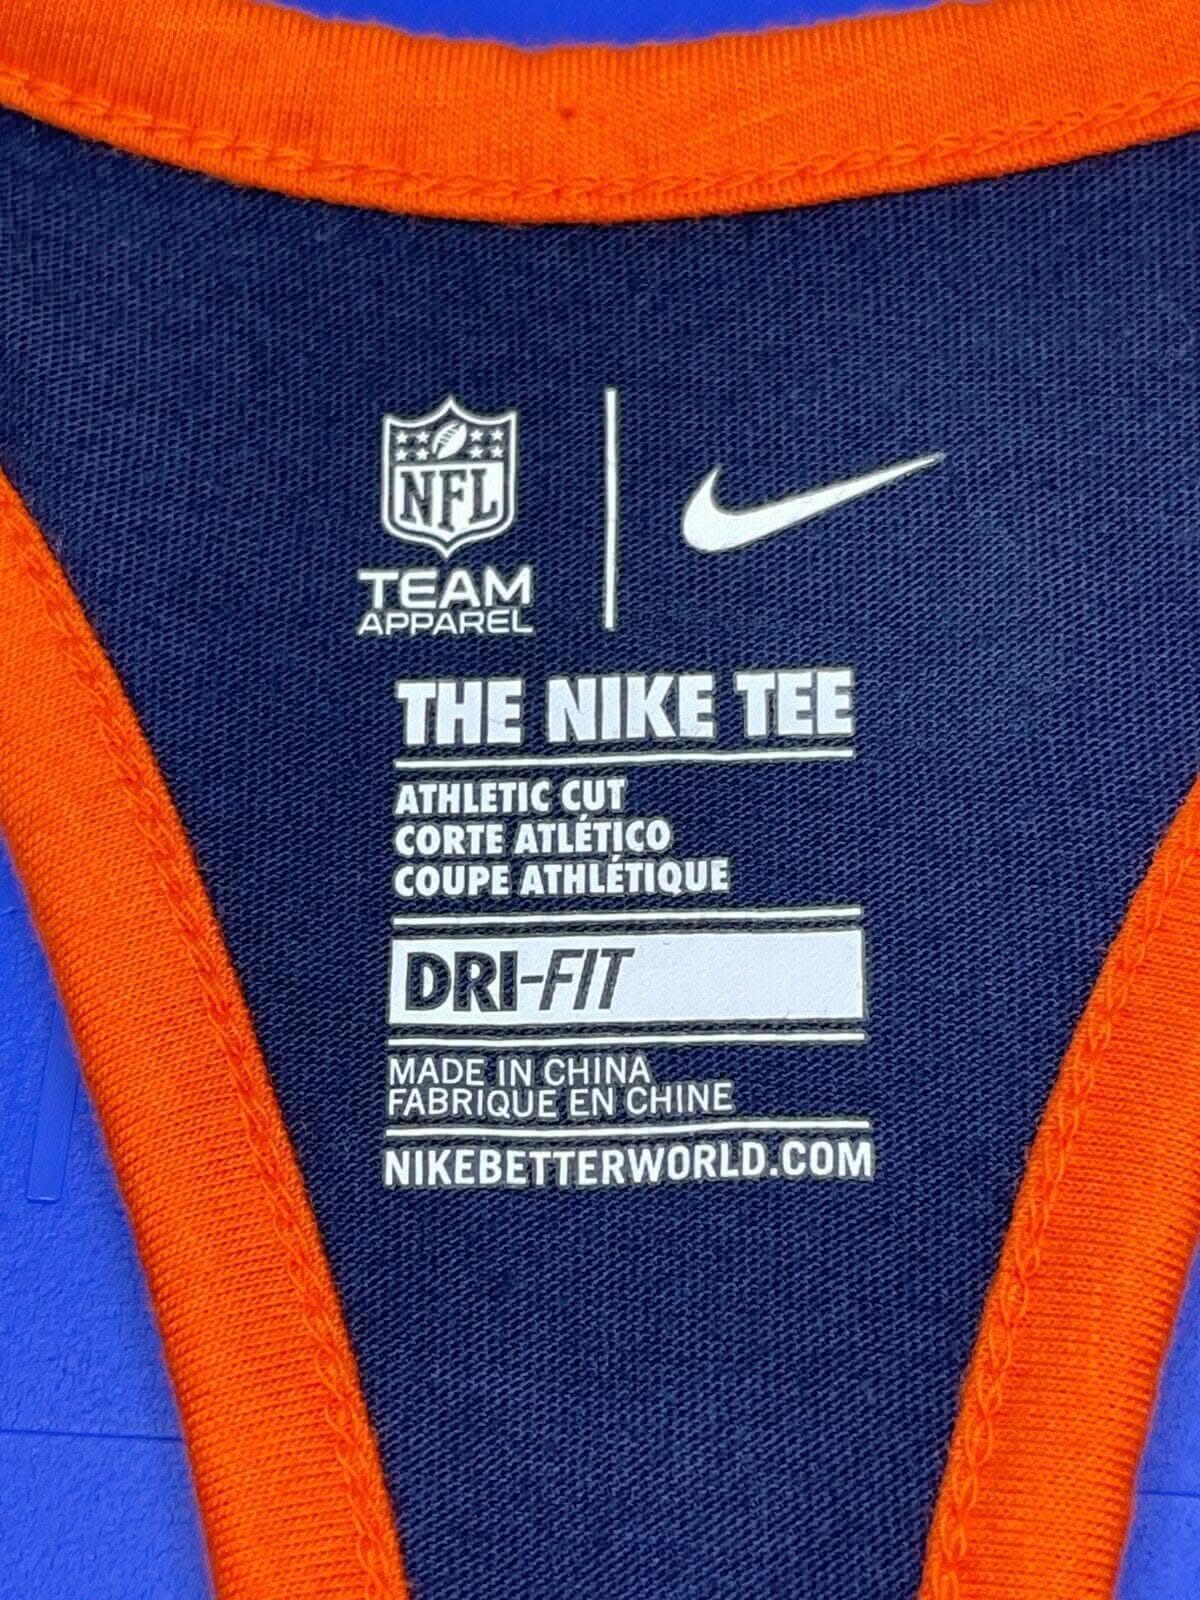 NFL
TEAM
APPAREL
THE NIKE TEE
ATHLETIC CUT
CORTE ATLÉTICO
COUPE ATHLÉTIQUE
DRI-FIT
MADE IN CHINA
FABRIQUE EN CHINE
NIKEBETTERWORLD.COM